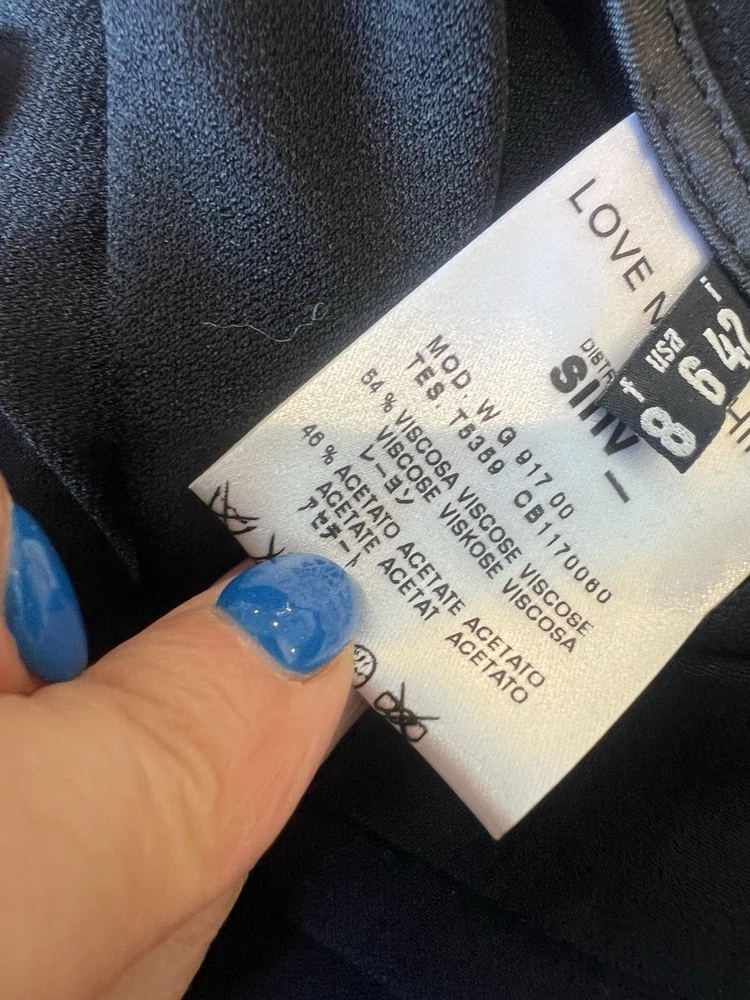 LOVE
sinv
f usa i
8 6 42
MOD. WG 917 00
TES. T5359 CB1170060
54 % VISCOSA VISCOSE VISCOSE
VISCOSE VISKOSE VISCOSA
レーヨン
46 % ACETATO ACETATE ACETATO
ACETATE ACETAT ACETATO
アセテート